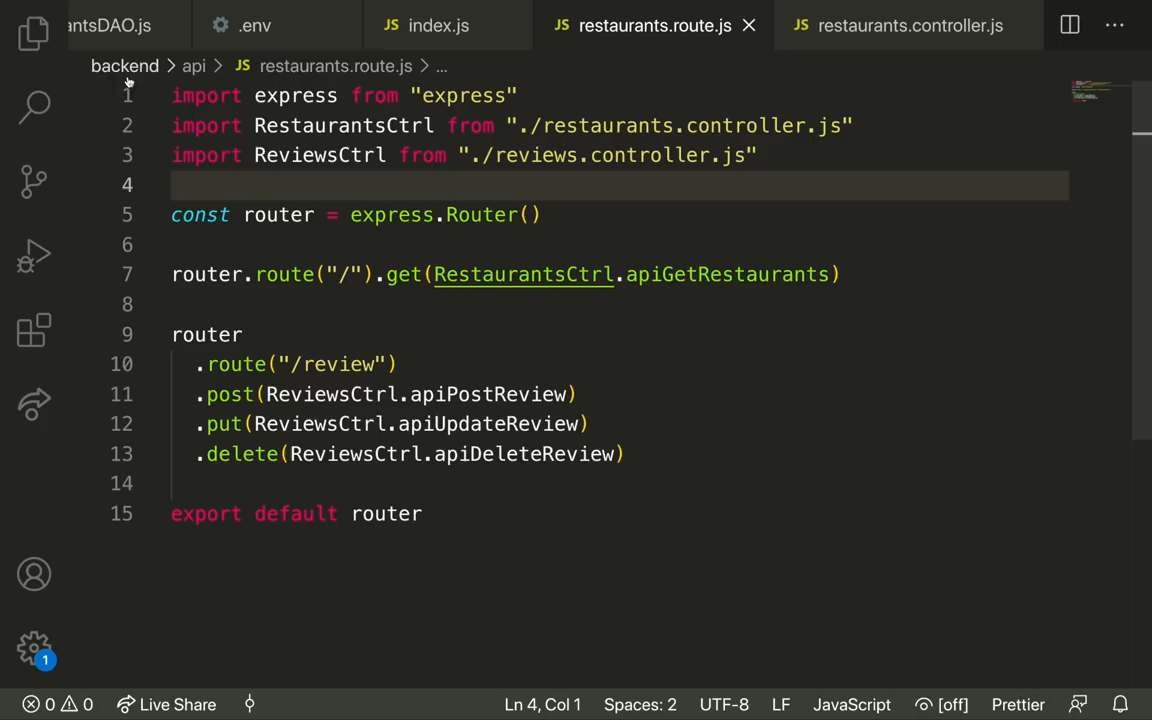 antsDAO.js .env JS index.js JS restaurants.route.js JS restaurants.controller.js
backend > api > JS restaurants.route.js > ...
1 import express from "express"
2 import RestaurantsCtrl from "./restaurants.controller.js"
3 import ReviewsCtrl from "./reviews.controller.js"
4
5 const router = express.Router()
6
7 router.route("/").get(RestaurantsCtrl.apiGetRestaurants)
8
9 router
10 .route("/review")
11 .post(ReviewsCtrl.apiPostReview)
12 .put(ReviewsCtrl.apiUpdateReview)
13 .delete(ReviewsCtrl.apiDeleteReview)
14
15 export default router
1
0 0 Live Share Ln 4, Col 1 Spaces: 2 UTF-8 LF JavaScript [off] Prettier